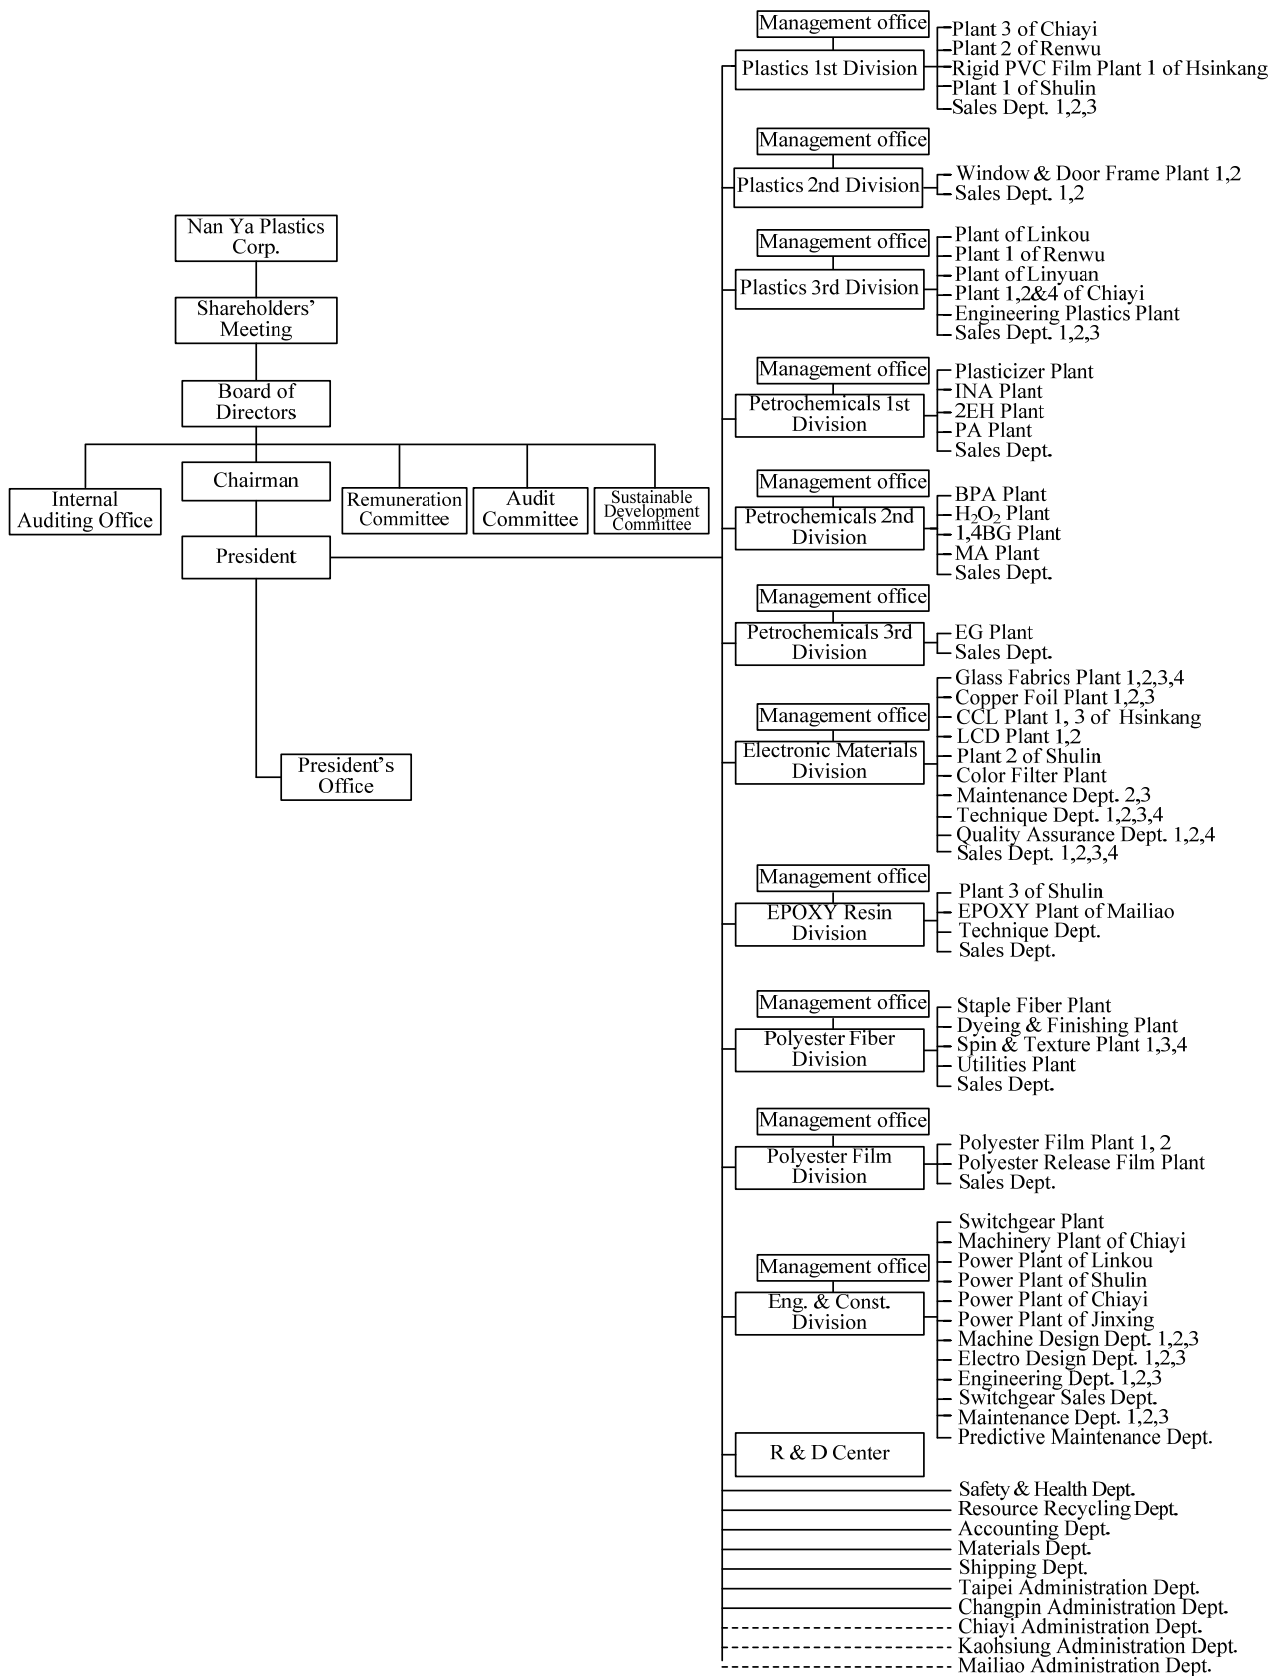 Nan Ya Plastics
Corp.
Shareholders'
Meeting
Board of
Directors
Internal
Auditing Office
Chairman
Remuneration
Committee
Audit
Committee
Sustainable
Development
Committee
President
President's
Office
Management office
Plastics 1st Division
Plant 3 of Chiayi
Plant 2 of Renwu
Rigid PVC Film Plant 1 of Hsinkang
Plant 1 of Shulin
Sales Dept. 1,2,3
Management office
Plastics 2nd Division
Window & Door Frame Plant 1,2
Sales Dept. 1,2
Management office
Plastics 3rd Division
Plant of Linkou
Plant 1 of Renwu
Plant of Linyuan
Plant 1,2&4 of Chiayi
Engineering Plastics Plant
Sales Dept. 1,2,3
Management office
Petrochemicals 1st
Division
Plasticizer Plant
INA Plant
2EH Plant
PA Plant
Sales Dept.
Management office
Petrochemicals 2nd
Division
BPA Plant
H₂O₂ Plant
1,4BG Plant
MA Plant
Sales Dept.
Management office
Petrochemicals 3rd
Division
EG Plant
Sales Dept.
Management office
Electronic Materials
Division
Glass Fabrics Plant 1,2,3,4
Copper Foil Plant 1,2,3
CCL Plant 1, 3 of Hsinkang
LCD Plant 1,2
Plant 2 of Shulin
Color Filter Plant
Maintenance Dept. 2,3
Technique Dept. 1,2,3,4
Quality Assurance Dept. 1,2,4
Sales Dept. 1,2,3,4
Management office
EPOXY Resin
Division
Plant 3 of Shulin
EPOXY Plant of Mailiao
Technique Dept.
Sales Dept.
Management office
Polyester Fiber
Division
Staple Fiber Plant
Dyeing & Finishing Plant
Spin & Texture Plant 1,3,4
Utilities Plant
Sales Dept.
Management office
Polyester Film
Division
Polyester Film Plant 1, 2
Polyester Release Film Plant
Sales Dept.
Management office
Eng. & Const.
Division
Switchgear Plant
Machinery Plant of Chiayi
Power Plant of Linkou
Power Plant of Shulin
Power Plant of Chiayi
Power Plant of Jinxing
Machine Design Dept. 1,2,3
Electro Design Dept. 1,2,3
Engineering Dept. 1,2,3
Switchgear Sales Dept.
Maintenance Dept. 1,2,3
Predictive Maintenance Dept.
R & D Center
Safety & Health Dept.
Resource Recycling Dept.
Accounting Dept.
Materials Dept.
Shipping Dept.
Taipei Administration Dept.
Changpin Administration Dept.
Chiayi Administration Dept.
Kaohsiung Administration Dept.
Mailiao Administration Dept.